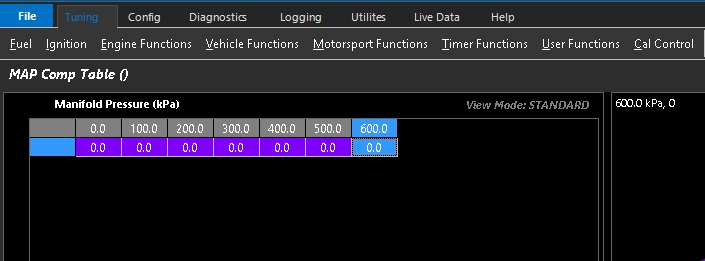 File Tuning Config Diagnostics Logging Utilites Live Data Help
Fuel Ignition Engine Functions Vehicle Functions Motorsport Functions Timer Functions User Functions Cal Control
MAP Comp Table ()
Manifold Pressure (kPa) View Mode: STANDARD
0.0 100.0 200.0 300.0 400.0 500.0 600.0
0.0 0.0 0.0 0.0 0.0 0.0 0.0
600.0 kPa, 0